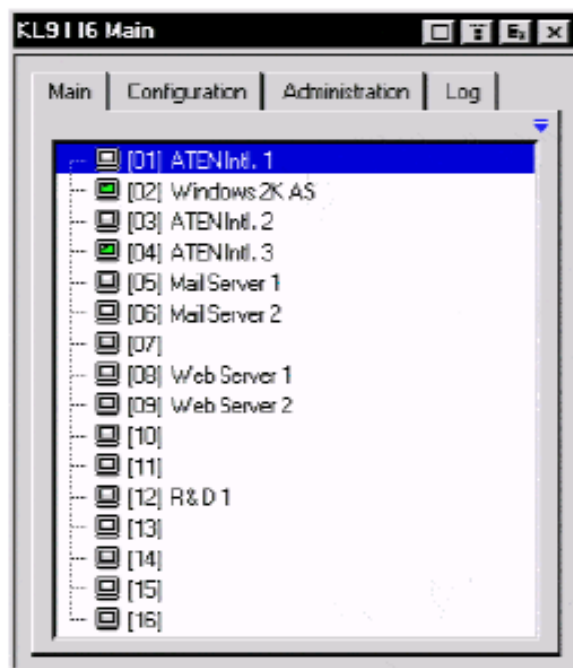 KL9116 Main
Main Configuration Administration Log
[01] ATEN Intl. 1
[02] Windows 2K AS
[03] ATEN Intl. 2
[04] ATEN Intl. 3
[05] Mail Server 1
[06] Mail Server 2
[07]
[08] Web Server 1
[09] Web Server 2
[10]
[11]
[12] R&D 1
[13]
[14]
[15]
[16]